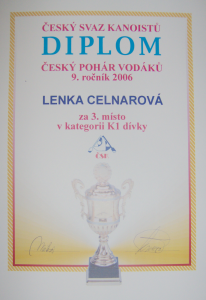 ČESKÝ SVAZ KANOISTŮ
DIPLOM
ČESKÝ POHÁR VODÁKŮ
9. ročník 2006
LENKA CELNAROVÁ
za 3. místo
v kategorii K1 dívky